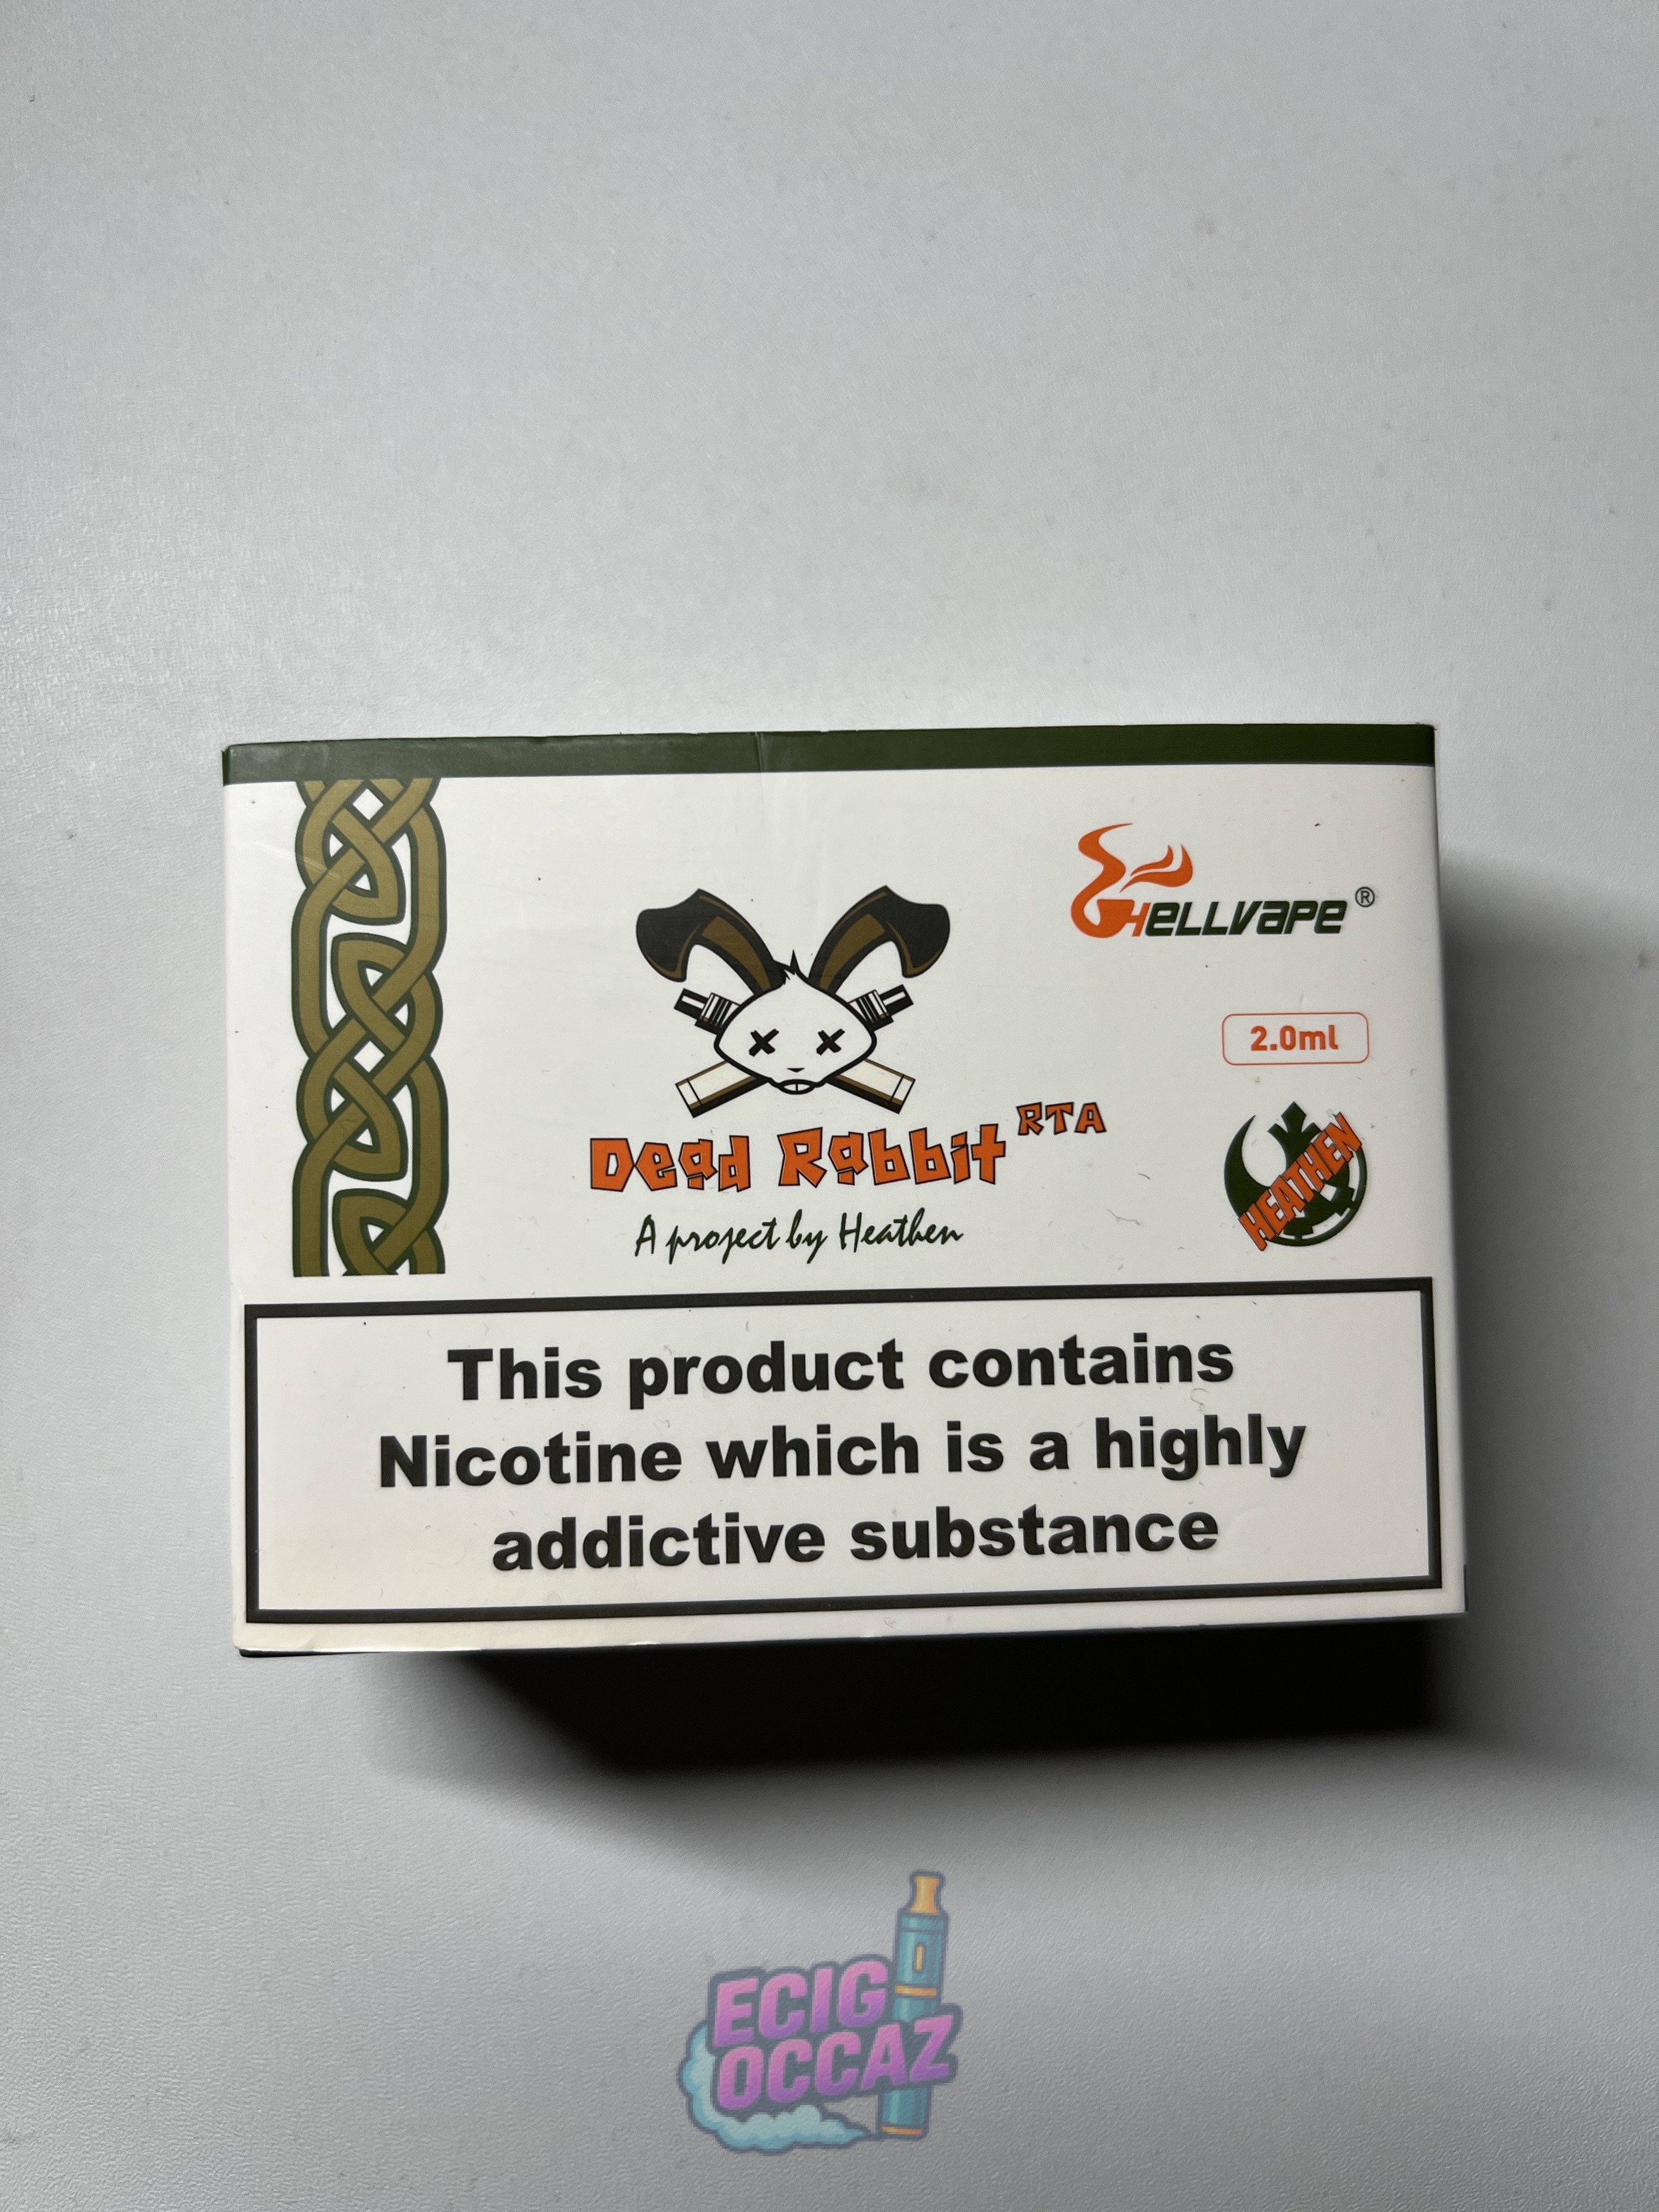 HELLVAPE®
2.0ml
HEATHEN
Dead Rabbit RTA
A project by Heathen
This product contains
Nicotine which is a highly
addictive substance
ECIG
OCCAZ